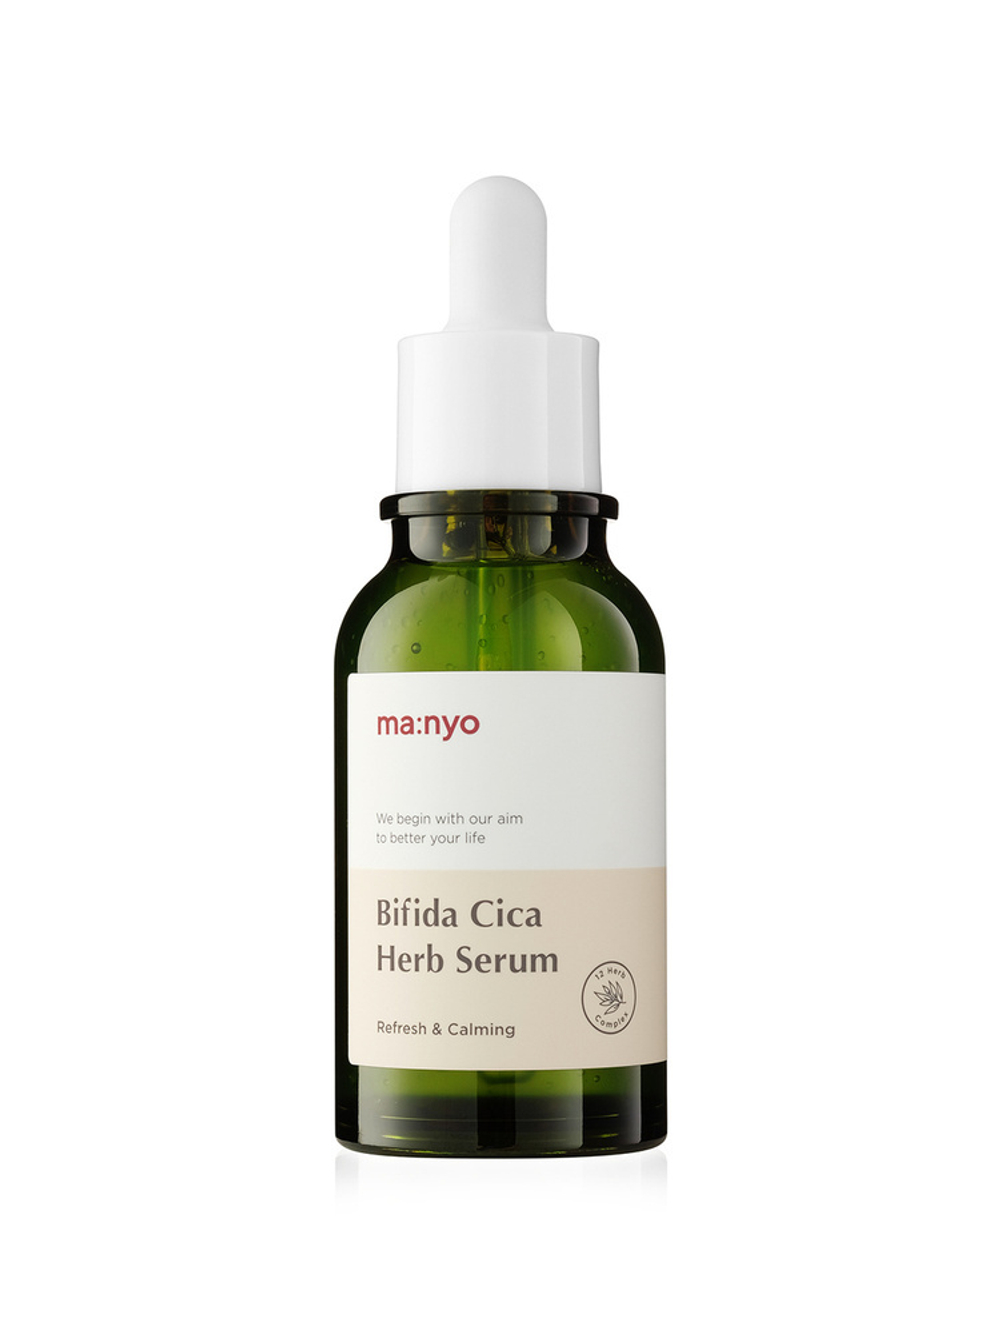 ma:nyo
We begin with our aim
to better your life
Bifida Cica
Herb Serum
12 Herb
Complex
Refresh & Calming